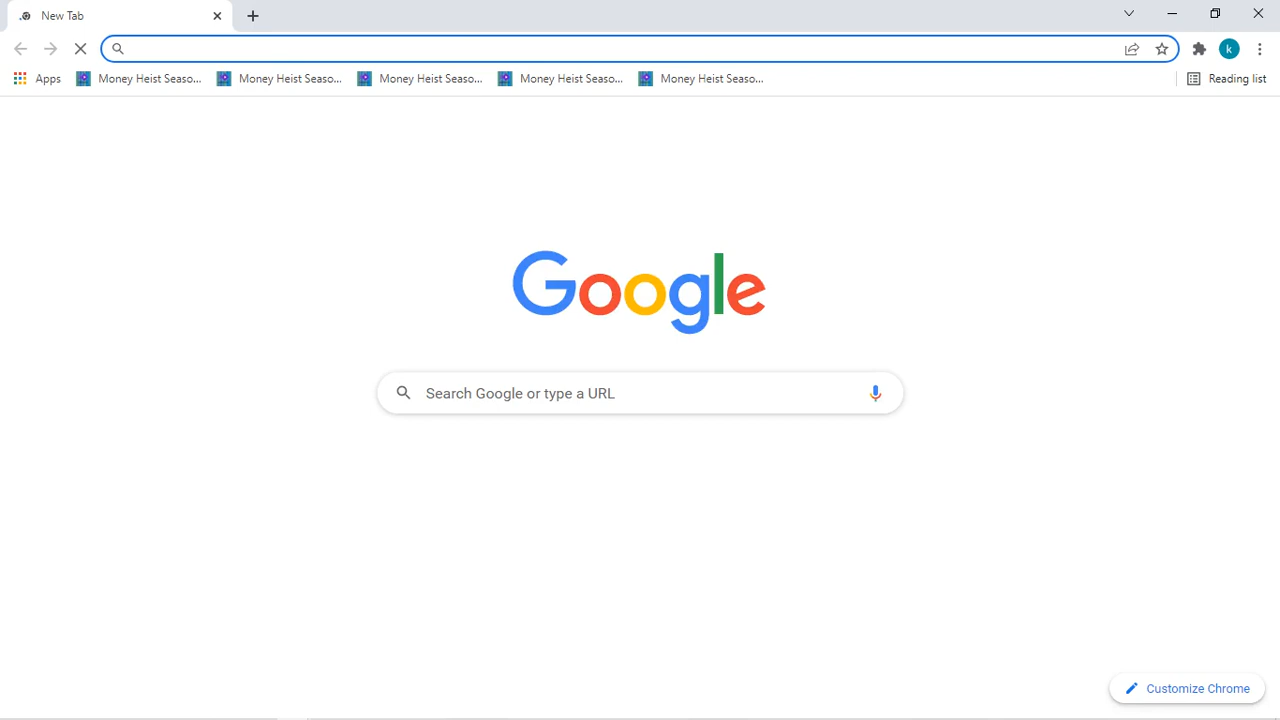 New Tab
Apps Money Heist Seaso... Money Heist Seaso... Money Heist Seaso... Money Heist Seaso... Money Heist Seaso... Reading list
k
Google
Search Google or type a URL
Customize Chrome